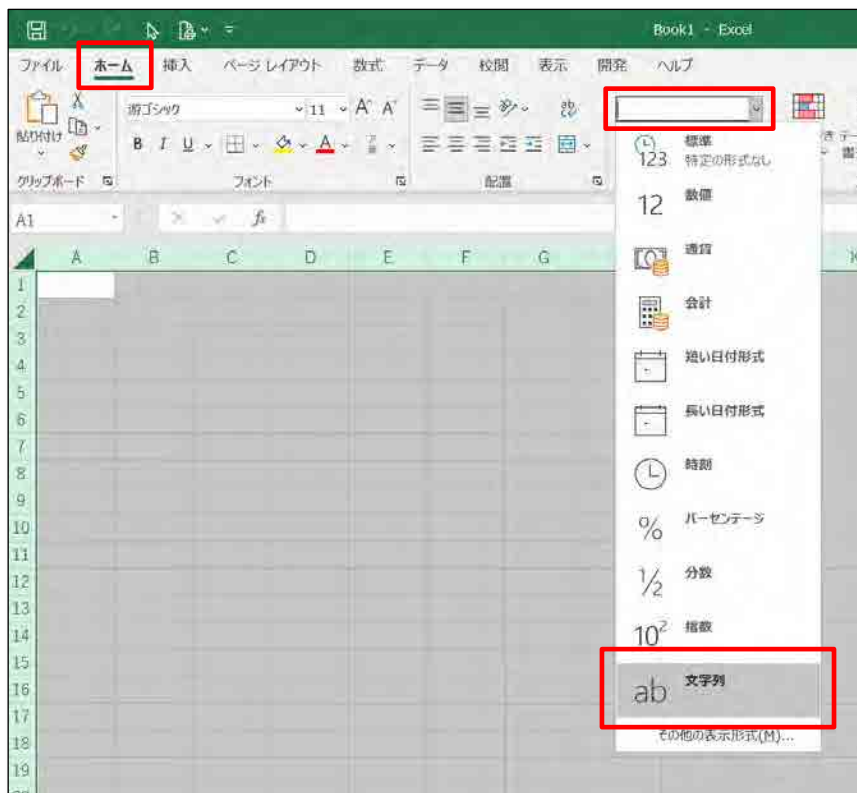 Book1 - Excel
ファイル ホーム 挿入 ページ レイアウト 数式 データ 校閲 表示 開発 ヘルプ
貼り付け
游ゴシック 11 A^ Aˇ ab
B I U A
クリップボード フォント 配置
A1 fx
A B C D E F G K
1
2
3
4
5
6
7
8
9
10
11
12
13
14
15
16
17
18
19
123 標準
特定の形式なし
12 数値
通貨
会計
短い日付形式
長い日付形式
時刻
% パーセンテージ
1/2 分数
10² 指数
ab 文字列
その他の表示形式(M)...